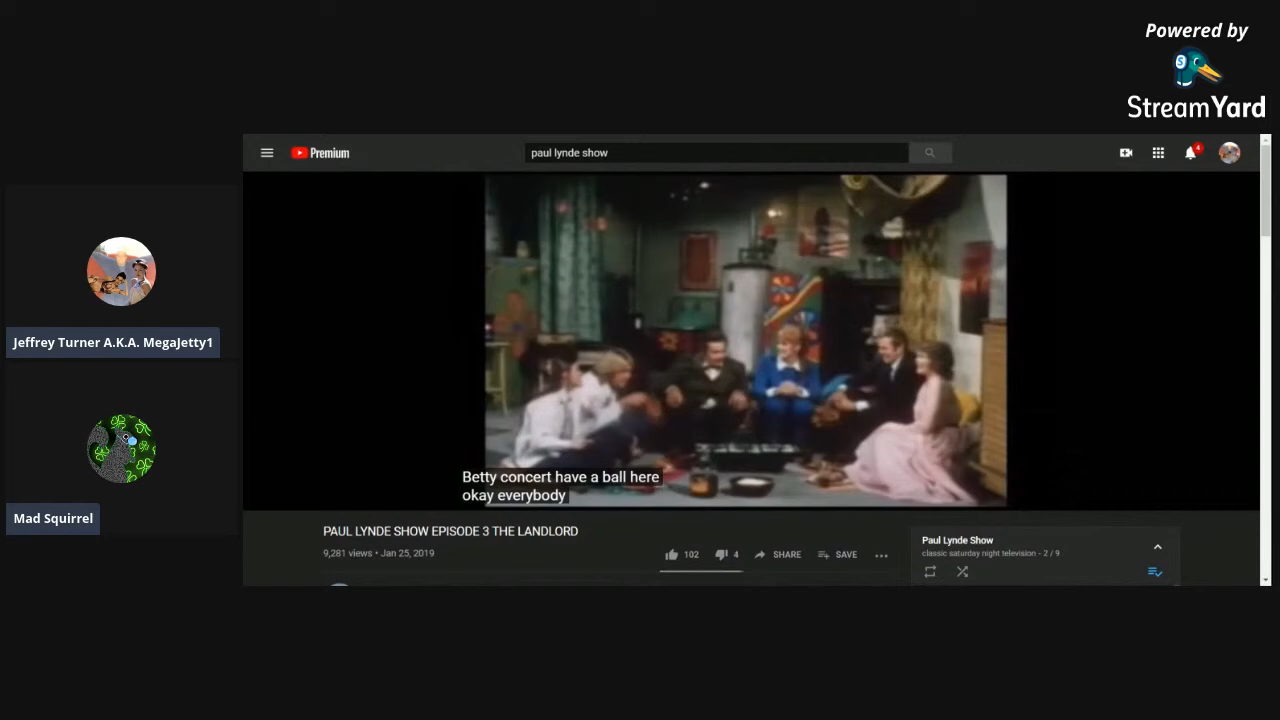 Powered by
StreamYard
Premium
paul lynde show
4
Jeffrey Turner A.K.A. MegaJetty1
Mad Squirrel
Betty concert have a ball here
okay everybody
PAUL LYNDE SHOW EPISODE 3 THE LANDLORD
9,281 views • Jan 25, 2019
102
4
SHARE
SAVE
Paul Lynde Show
classic saturday night television - 2 / 9